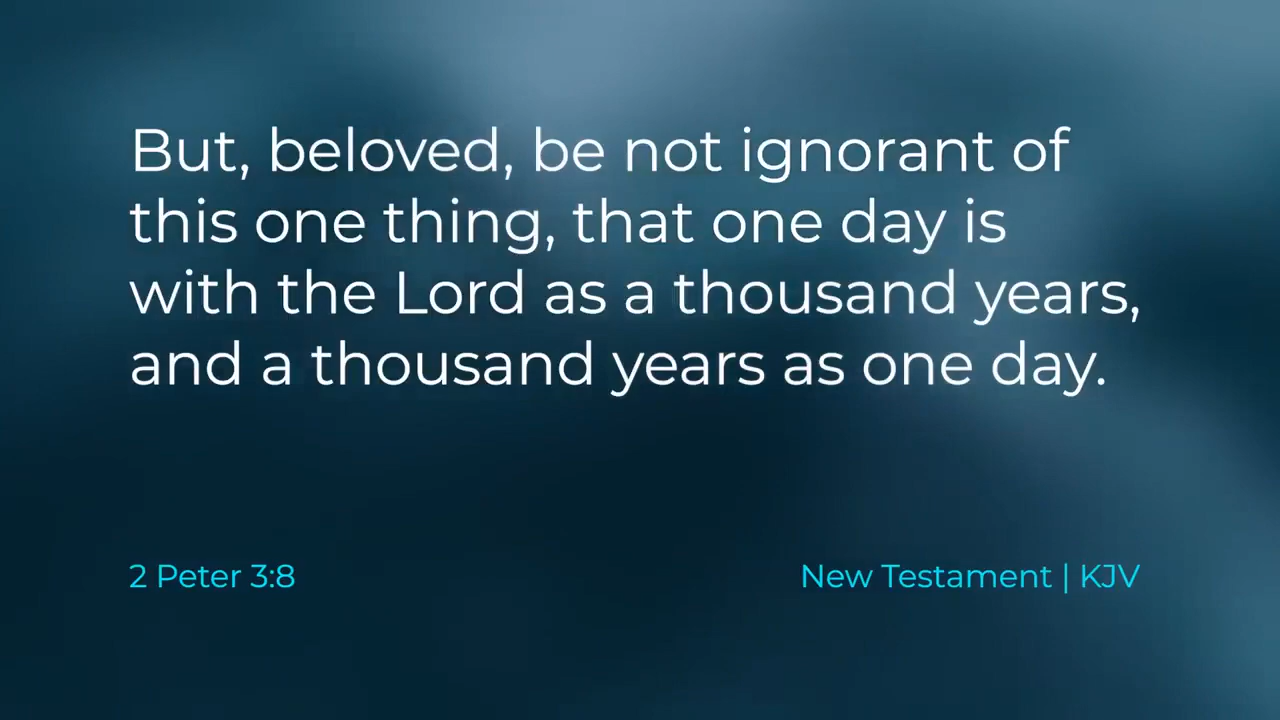 But, beloved, be not ignorant of
this one thing, that one day is
with the Lord as a thousand years,
and a thousand years as one day.
2 Peter 3:8
New Testament | KJV